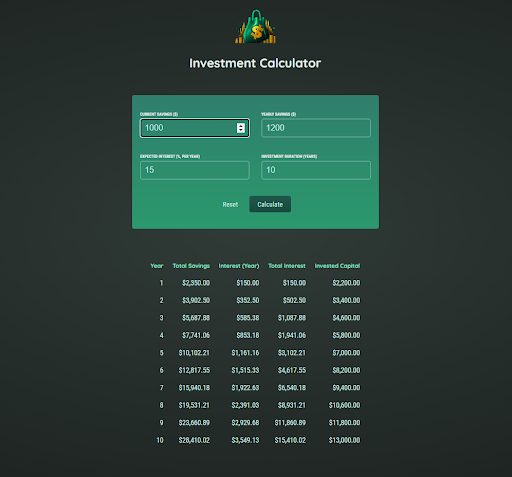 Investment Calculator
CURRENT SAVINGS ($) YEARLY SAVINGS ($)
1000 1200
EXPECTED INTEREST (%, PER YEAR) INVESTMENT DURATION (YEARS)
15 10
Reset Calculate
Year Total Savings Interest (Year) Total Interest Invested Capital
1 $2,350.00 $150.00 $150.00 $2,200.00
2 $3,902.50 $352.50 $502.50 $3,400.00
3 $5,687.88 $585.38 $1,087.88 $4,600.00
4 $7,741.06 $853.18 $1,941.06 $5,800.00
5 $10,102.21 $1,161.16 $3,102.21 $7,000.00
6 $12,817.55 $1,515.33 $4,617.55 $8,200.00
7 $15,940.18 $1,922.63 $6,540.18 $9,400.00
8 $19,531.21 $2,391.03 $8,931.21 $10,600.00
9 $23,660.89 $2,929.68 $11,860.89 $11,800.00
10 $28,410.02 $3,549.13 $15,410.02 $13,000.00